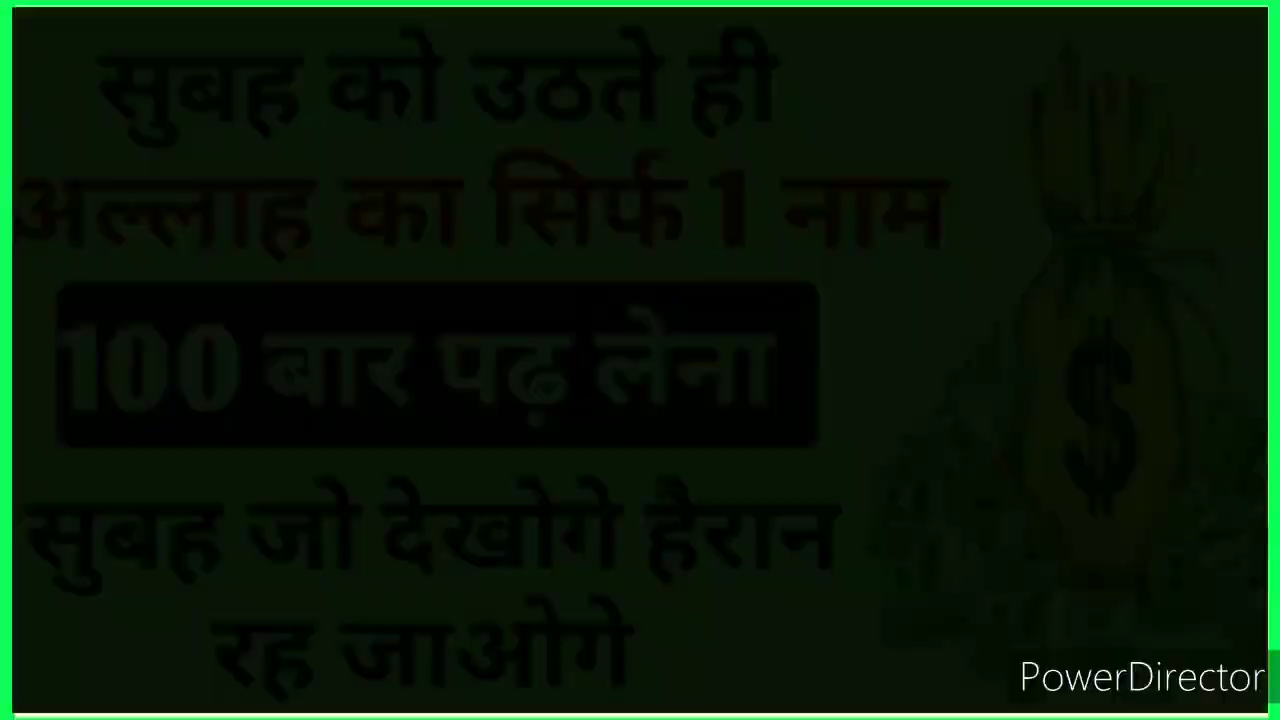 सुबह को उठते ही
अल्लाह का सिर्फ 1 नाम
100 बार पढ़ लेना
सुबह जो देखोगे हैरान
रह जाओगे
$
PowerDirector